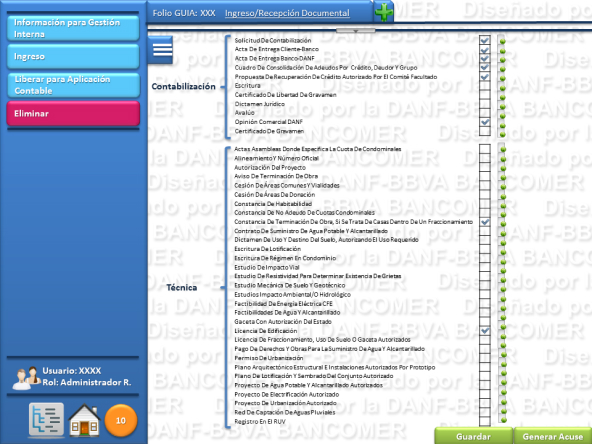 Folio GUIA: XXX   Ingreso/Recepción Documental
Información para Gestión
Interna
Ingreso
Liberar para Aplicación
Contable
Eliminar
Contabilización
Solicitud De Contabilización
Acta De Entrega Cliente-Banco
Acta De Entrega Banco-DANF
Cuadro De Consolidación De Adeudos Por Crédito, Deudor Y Grupo
Propuesta De Recuperación De Crédito Autorizado Por El Comité Facultado
Escritura
Certificado De Libertad De Gravamen
Dictamen Jurídico
Avalúo
Opinión Comercial DANF
Certificado De Gravamen
Técnica
Actas Asambleas Donde Especifica La Cuota De Condominales
Alineamiento Y Número Oficial
Autorización Del Proyecto
Aviso De Terminación De Obra
Cesión De Áreas Comunes Y Vialidades
Cesión De Áreas De Donación
Constancia De Habitabilidad
Constancia De No Adeudo De Cuotas Condominales
Constancia De Terminación De Obra, Si Se Trata De Casas Dentro De Un Fraccionamiento
Contrato De Suministro De Agua Potable Y Alcantarillado
Dictamen De Uso Y Destino Del Suelo, Autorizando El Uso Requerido
Escritura De Lotificación
Escritura De Régimen En Condominio
Estudio De Impacto Vial
Estudio De Resistividad Para Determinar Existencia De Grietas
Estudio Mecánica De Suelo Y Geotécnico
Estudios Impacto Ambiental/O Hidrológico
Factibilidad De Energía Eléctrica CFE
Factibilidades De Agua Y Alcantarillado
Gaceta Con Autorización Del Estado
Licencia De Edificación
Licencia De Fraccionamiento, Uso De Suelo O Gaceta Autorizados
Pago De Derechos Y Obras Para La Suministro De Agua Y Alcantarillado
Permiso De Urbanización
Plano Arquitectónico Estructural E Instalaciones Autorizados Por Prototipo
Plano De Lotificación Y Sembrado Del Conjunto Autorizado
Proyecto De Agua Potable Y Alcantarillado Autorizados
Proyecto De Electrificación Autorizado
Proyecto De Urbanización Autorizado
Red De Captación De Aguas Pluviales
Registro En El RUV
Usuario: XXXX
Rol: Administrador R.
10
Guardar
Generar Acuse